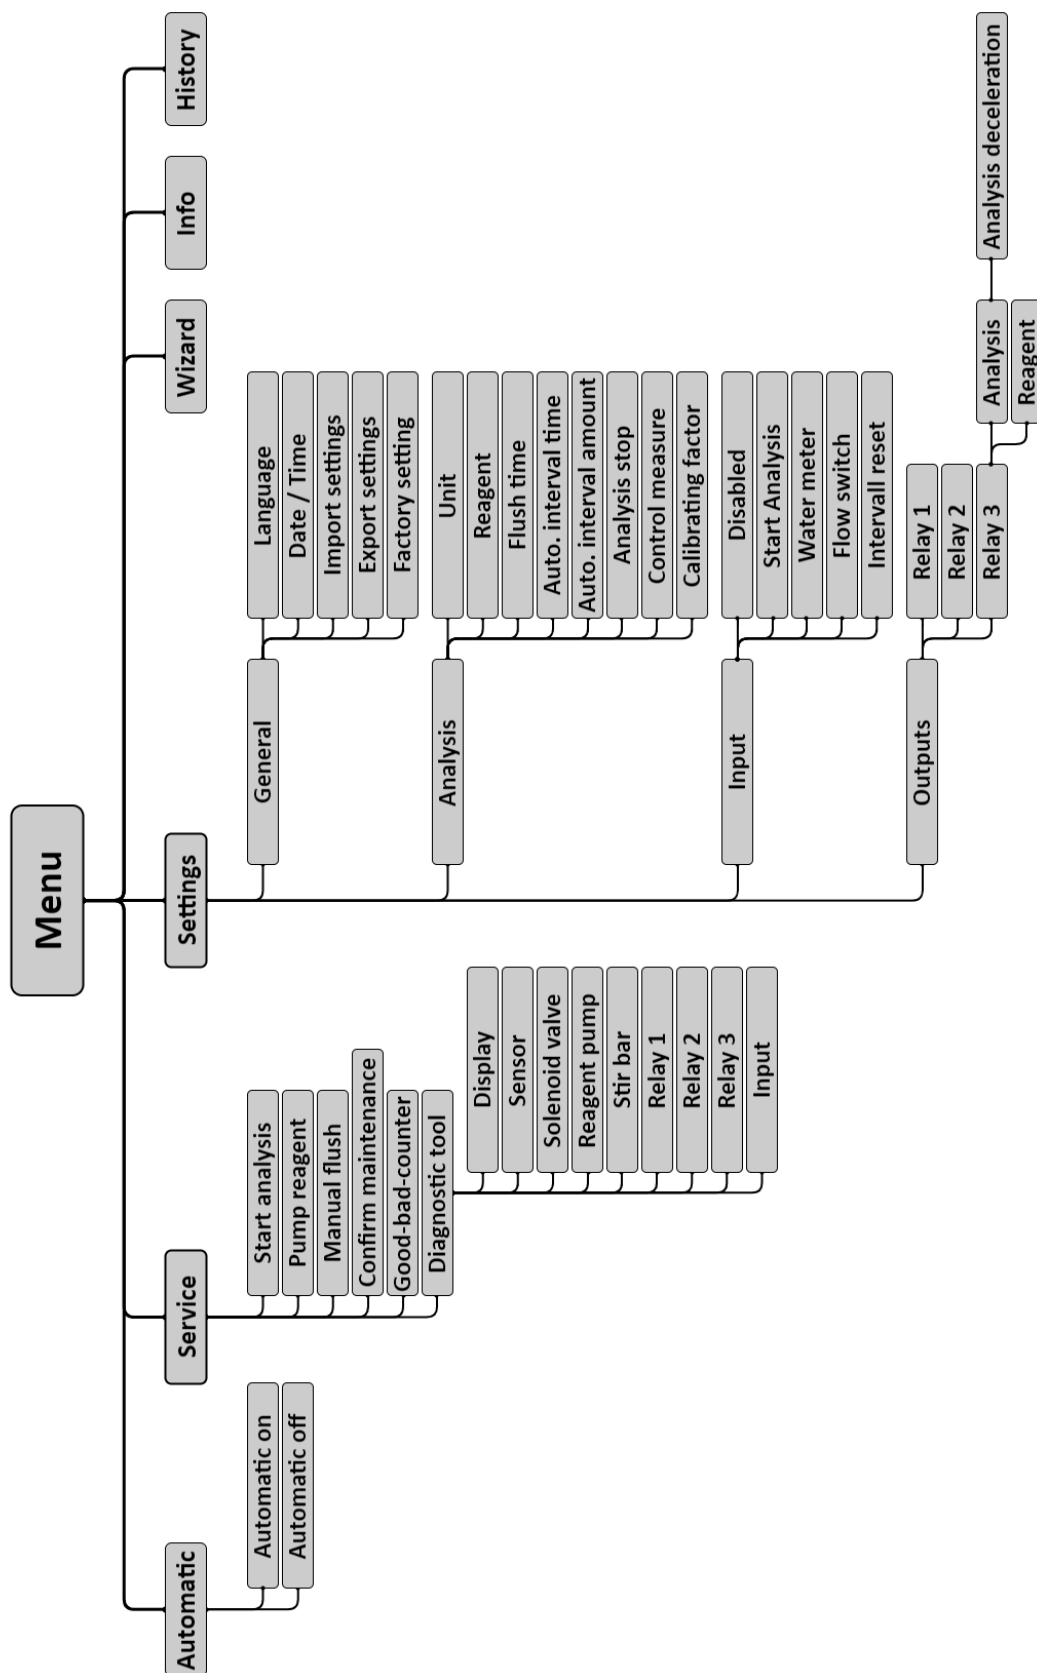 Menu
Automatic
Automatic on
Automatic off
Service
Start analysis
Pump reagent
Manual flush
Confirm maintenance
Good-bad-counter
Diagnostic tool
Display
Sensor
Solenoid valve
Reagent pump
Stir bar
Relay 1
Relay 2
Relay 3
Input
Settings
General
Language
Date / Time
Import settings
Export settings
Factory setting
Analysis
Unit
Reagent
Flush time
Auto. interval time
Auto. interval amount
Analysis stop
Control measure
Calibrating factor
Input
Disabled
Start Analysis
Water meter
Flow switch
Intervall reset
Outputs
Relay 1
Relay 2
Relay 3
Analysis
Analysis deceleration
Reagent
Wizard
Info
History